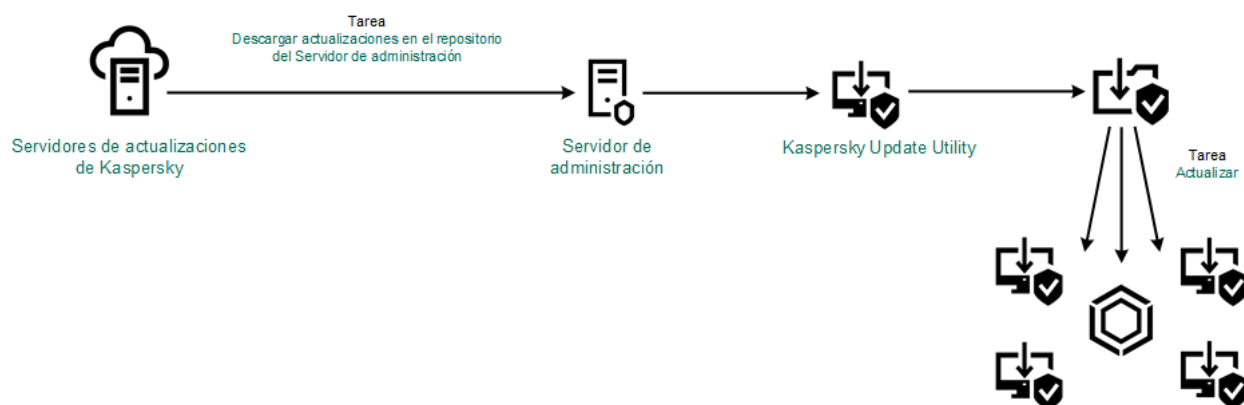 Tarea
Descargar actualizaciones en el repositorio
del Servidor de administración
Servidores de actualizaciones
de Kaspersky
Servidor de
administración
Kaspersky Update Utility
Tarea
Actualizar